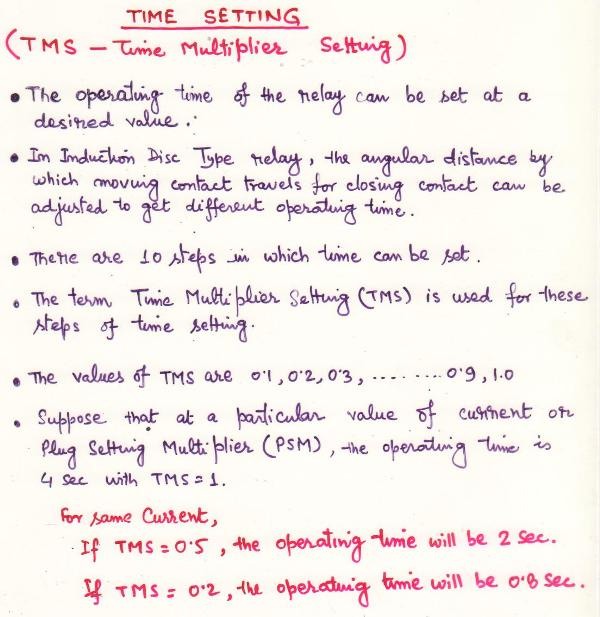 TIME SETTING
(TMS - Time Multiplier Setting)
• The operating time of the relay can be set at a
desired value.
• In Induction Disc Type relay, the angular distance by
which moving contact travels for closing contact can be
adjusted to get different operating time.
• There are 10 steps in which time can be set.
• The term Time Multiplier Setting (TMS) is used for these
steps of time setting.
• The values of TMS are 0.1, 0.2, 0.3, ........ 0.9, 1.0
• Suppose that at a particular value of current or
Plug Setting Multiplier (PSM), the operating time is
4 sec with TMS = 1.
For same Current,
If TMS = 0.5, the operating time will be 2 sec.
If TMS = 0.2, the operating time will be 0.8 sec.